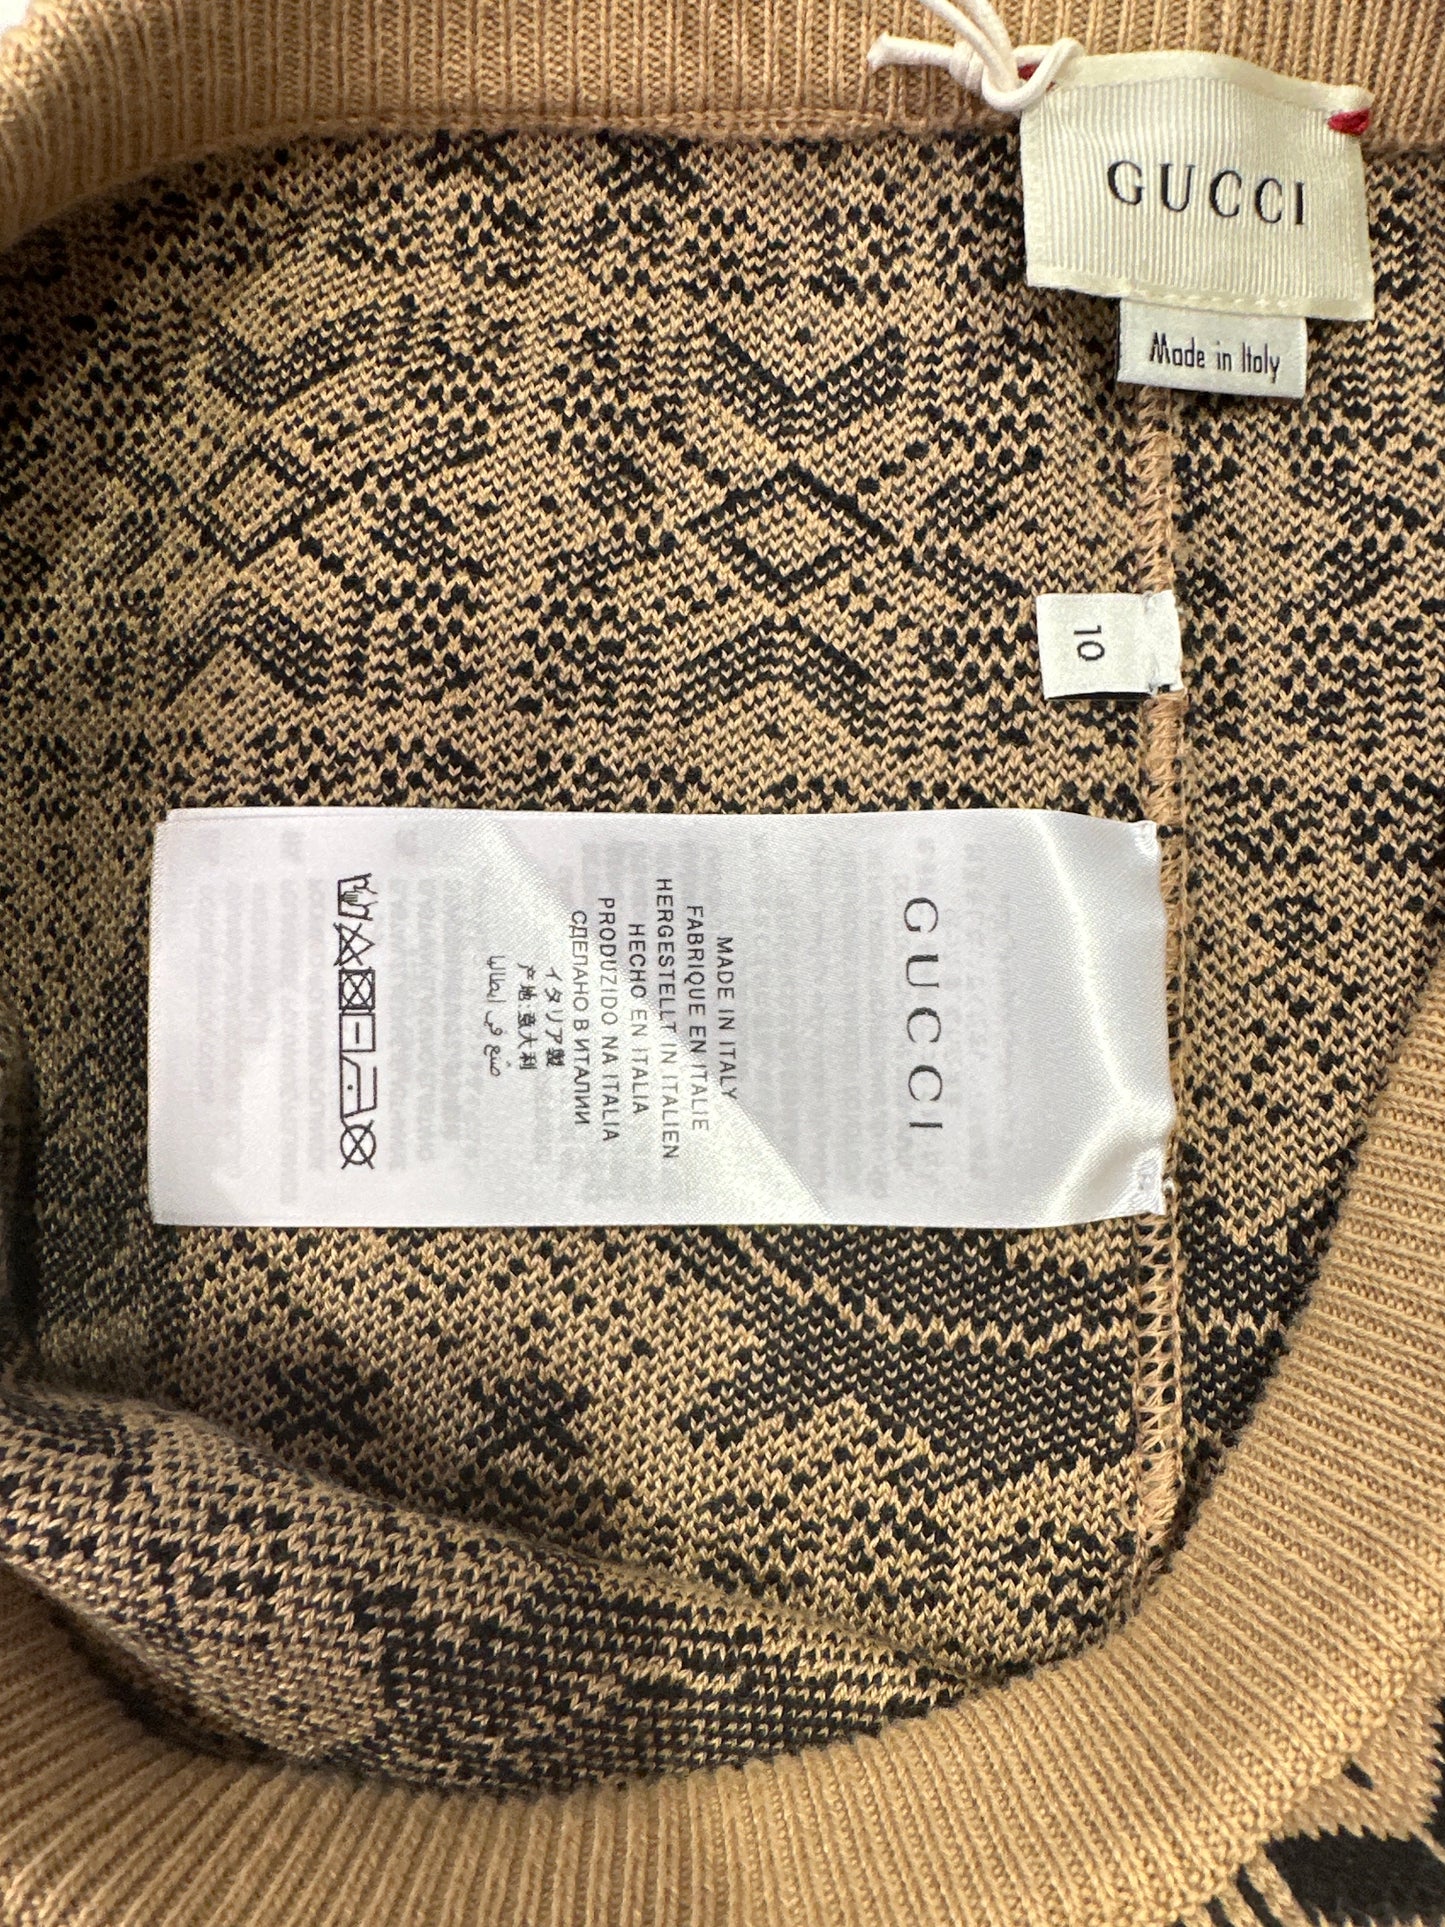 GUCCI
Made in Italy
10
GUCCI
MADE IN ITALY
FABRIQUE EN ITALIE
HERGESTELLT IN ITALIEN
HECHO EN ITALIA
PRODUZIDO NA ITALIA
СДЕЛАНО В ИТАЛИИ
イタリア製
产地:意大利
صنع في إيطاليا